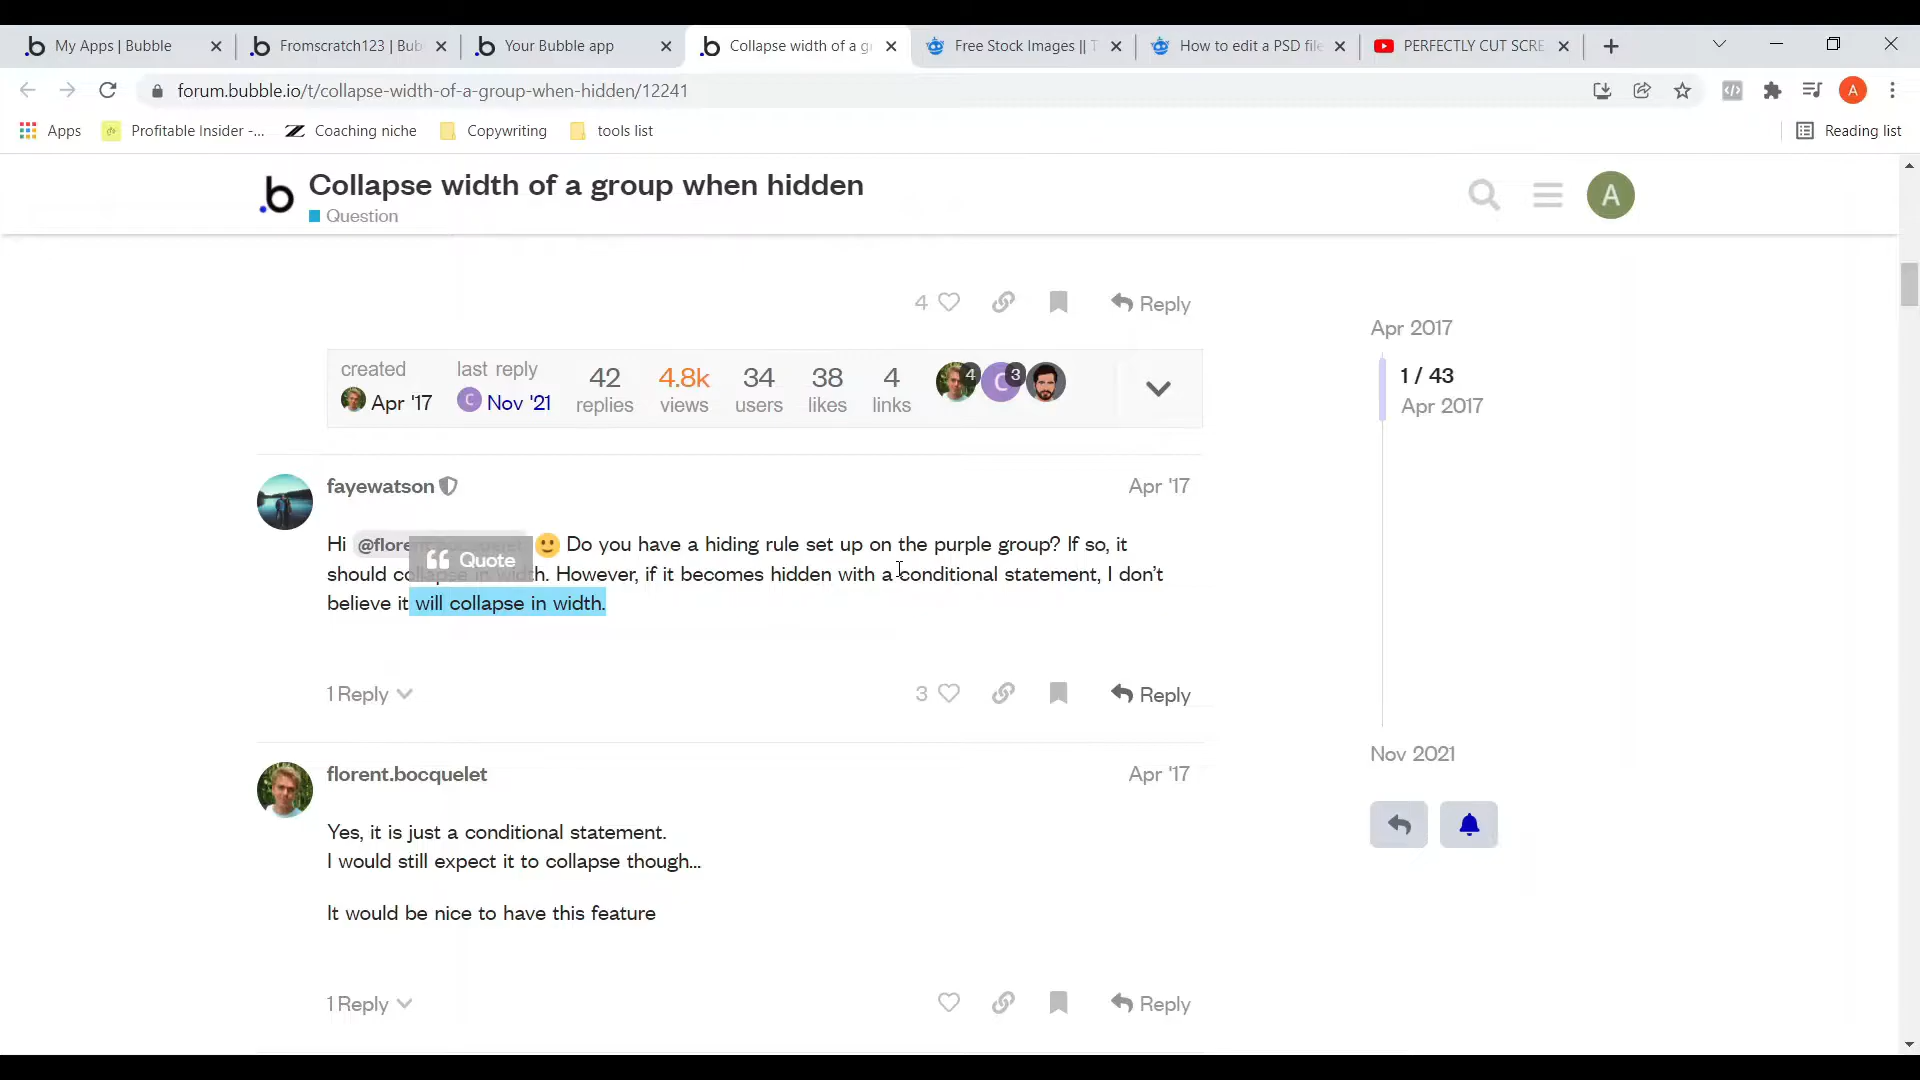 My Apps | Bubble
Fromscratch123 | Bub
Your Bubble app
Collapse width of a g
Free Stock Images || T
How to edit a PSD file
PERFECTLY CUT SCRE
forum.bubble.io/t/collapse-width-of-a-group-when-hidden/12241
A
Apps
Profitable Insider -...
Coaching niche
Copywriting
tools list
Reading list
.b
Collapse width of a group when hidden
Question
A
4
Reply
created
Apr '17
last reply
C
Nov '21
42
replies
4.8k
views
34
users
38
likes
4
links
4
C
3
Apr 2017
1 / 43
Apr 2017
fayewatson
Apr '17
Hi @flore Do you have a hiding rule set up on the purple group? If so, it
Quote
should collapse in width. However, if it becomes hidden with a conditional statement, I don't
believe it will collapse in width.
1 Reply
3
Reply
Nov 2021
florent.bocquelet
Apr '17
Yes, it is just a conditional statement.
I would still expect it to collapse though...
It would be nice to have this feature
1 Reply
Reply